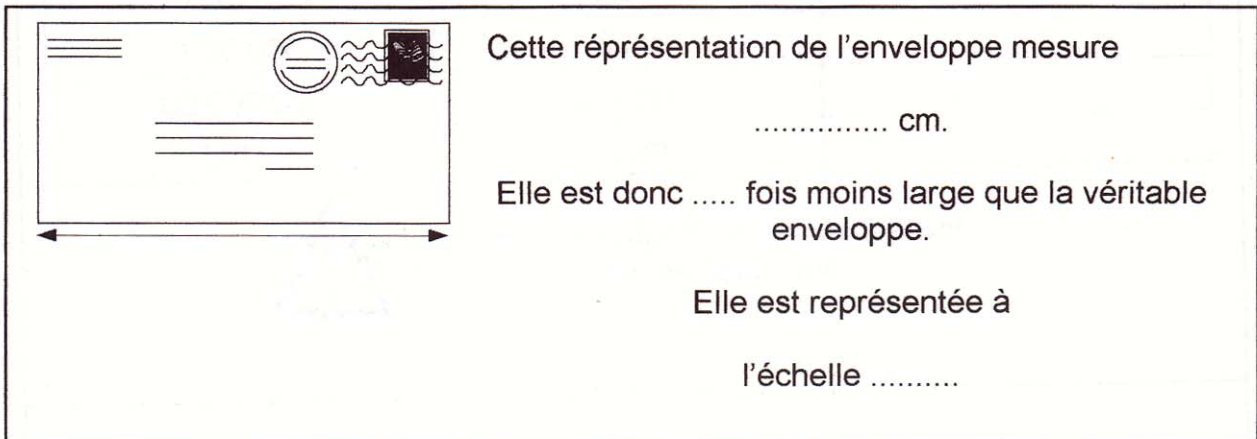 Cette réprésentation de l'enveloppe mesure
............... cm.
Elle est donc ..... fois moins large que la véritable
enveloppe.
Elle est représentée à
l'échelle ..........